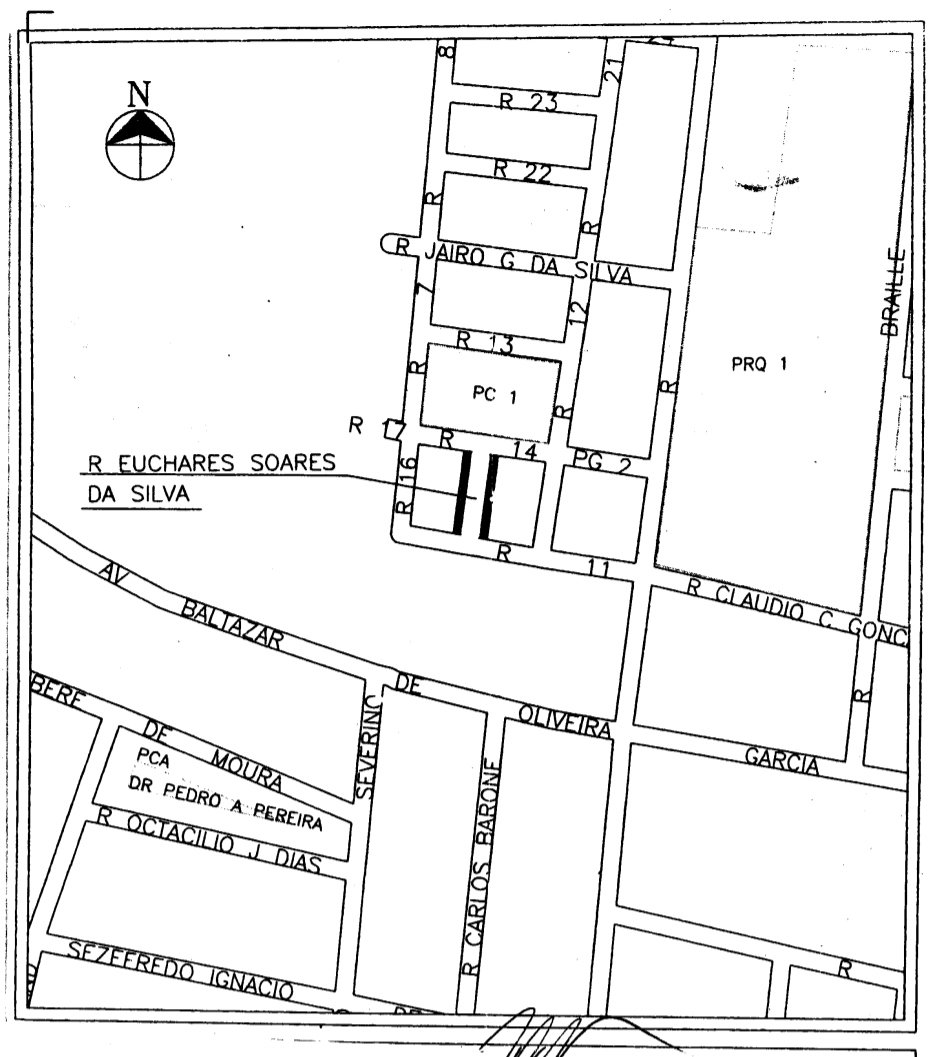 N
8
R 23
21
R 22
R
R
R JAIRO G DA SILVA
BRAILLE
7
12
R 13
PRQ 1
R
R
PC 1
R
R 17
R
14
PG 2
R EUCHARES SOARES
DA SILVA
R 16
R
11
R CLAUDIO C GONC
AV
BALTAZAR
DE
OLIVEIRA
GARCIA
R
BERF
DE
MOURA
SEVERINO
PCA
DR PEDRO A PEREIRA
R OCTACILIO J DIAS
R CARLOS BARONE
SEZEFREDO IGNACIO
R